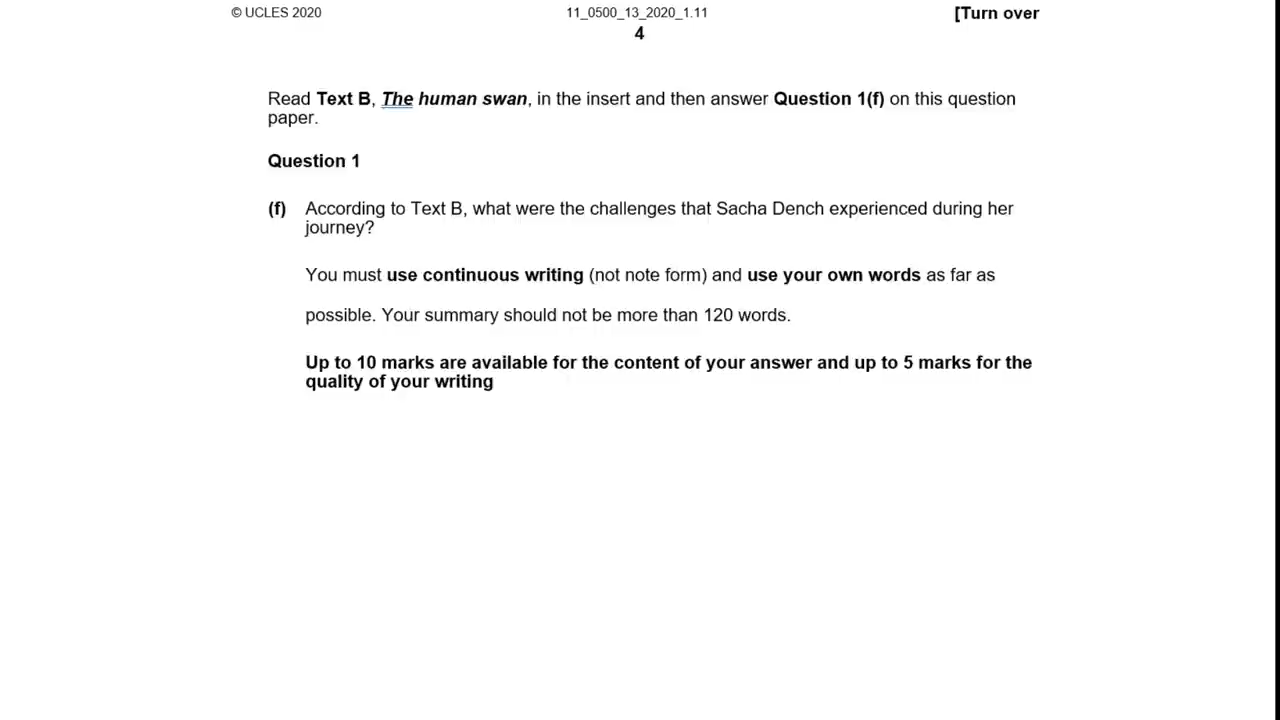 © UCLES 2020 11_0500_13_2020_1.11 [Turn over
4
Read Text B, The human swan, in the insert and then answer Question 1(f) on this question
paper.
Question 1
(f) According to Text B, what were the challenges that Sacha Dench experienced during her
journey?
You must use continuous writing (not note form) and use your own words as far as
possible. Your summary should not be more than 120 words.
Up to 10 marks are available for the content of your answer and up to 5 marks for the
quality of your writing